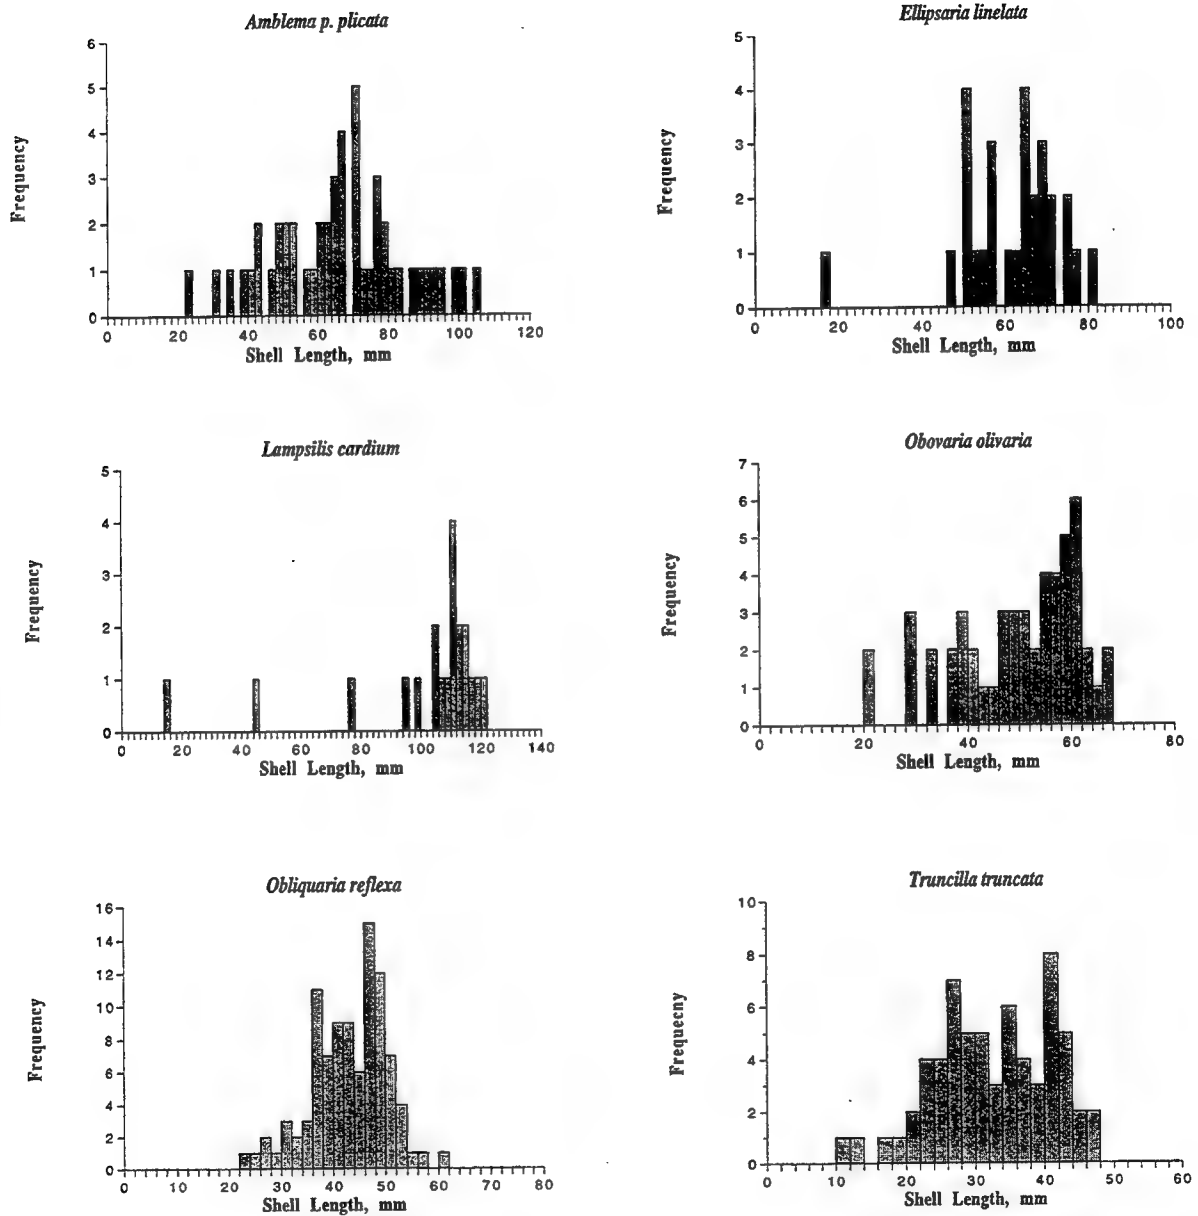 Amblema p. plicata
6
5
4
3
2
1
0
Frequency
0 20 40 60 80 100 120
Shell Length, mm
Ellipsaria linelata
5
4
3
2
1
0
Frequency
0 20 40 60 80 100
Shell Length, mm
Lampsilis cardium
5
4
3
2
1
0
Frequency
0 20 40 60 80 100 120 140
Shell Length, mm
Obovaria olivaria
7
6
5
4
3
2
1
0
Frequency
0 20 40 60 80
Shell Length, mm
Obliquaria reflexa
16
14
12
10
8
6
4
2
0
Frequency
0 10 20 30 40 50 60 70 80
Shell Length, mm
Truncilla truncata
10
8
6
4
2
0
Frequecny
0 10 20 30 40 50 60
Shell Length, mm